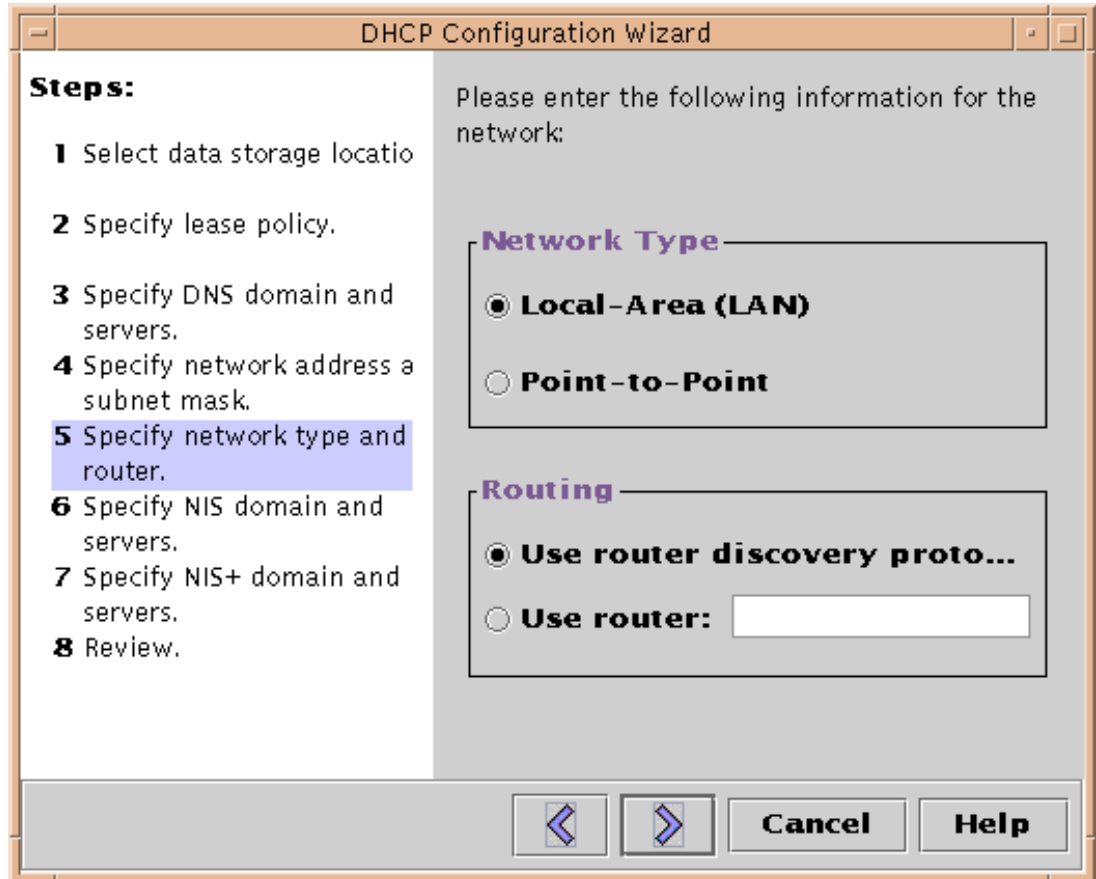 DHCP Configuration Wizard
Steps:
1 Select data storage locatio
2 Specify lease policy.
3 Specify DNS domain and
servers.
4 Specify network address a
subnet mask.
5 Specify network type and
router.
6 Specify NIS domain and
servers.
7 Specify NIS+ domain and
servers.
8 Review.
Please enter the following information for the
network:
Network Type
Local-Area (LAN)
Point-to-Point
Routing
Use router discovery proto...
Use router:
Cancel
Help